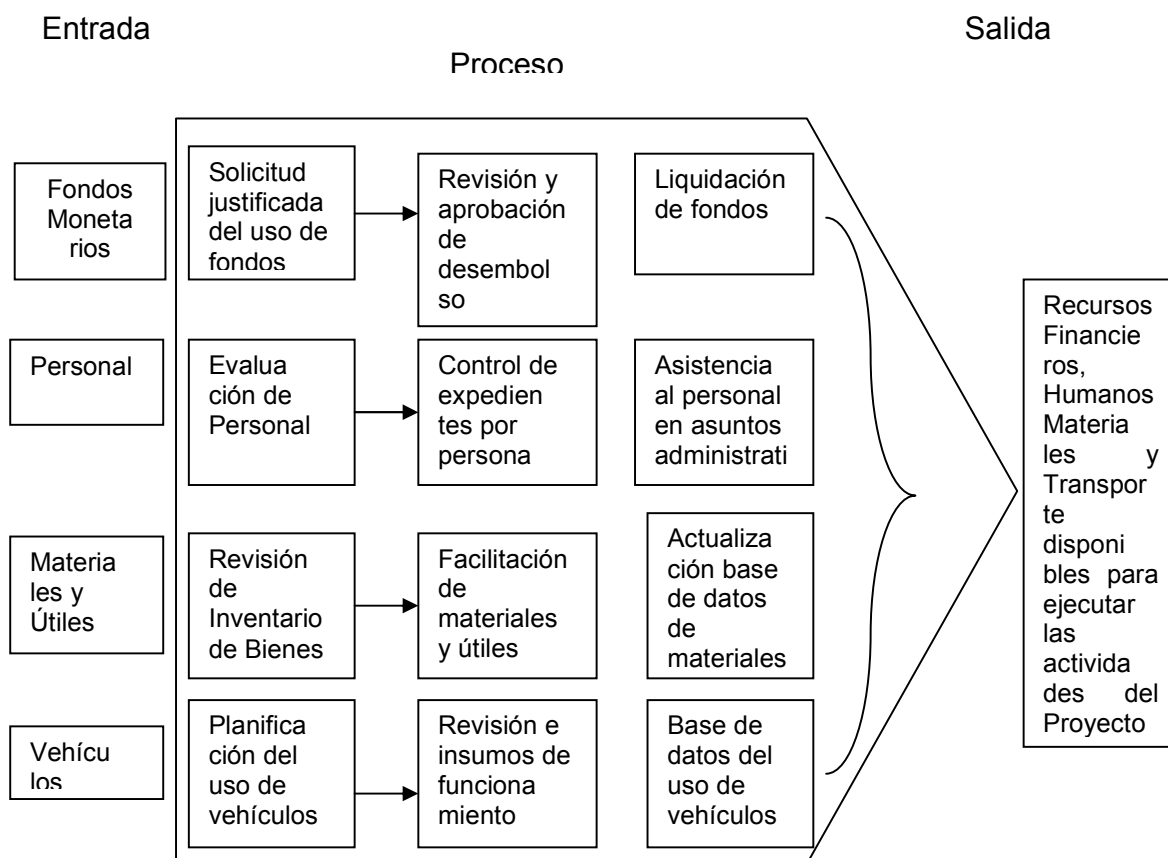 Entrada
Salida
Proceso
Fondos
Moneta
rios
Solicitud
justificada
del uso de
fondos
Revisión y
aprobación
de
desembol
so
Liquidación
de fondos
Personal
Evalua
ción de
Personal
Control de
expedien
tes por
persona
Asistencia
al personal
en asuntos
administrati
Materia
les y
Útiles
Revisión
de
Inventario
de Bienes
Facilitación
de
materiales
y útiles
Actualiza
ción base
de datos
de
materiales
Vehícu
los
Planifica
ción del
uso de
vehículos
Revisión e
insumos de
funciona
miento
Base de
datos del
uso de
vehículos
Recursos
Financie
ros,
Humanos
Materia
les y
Transpor
te
disponi
bles para
ejecutar
las
activida
des del
Proyecto